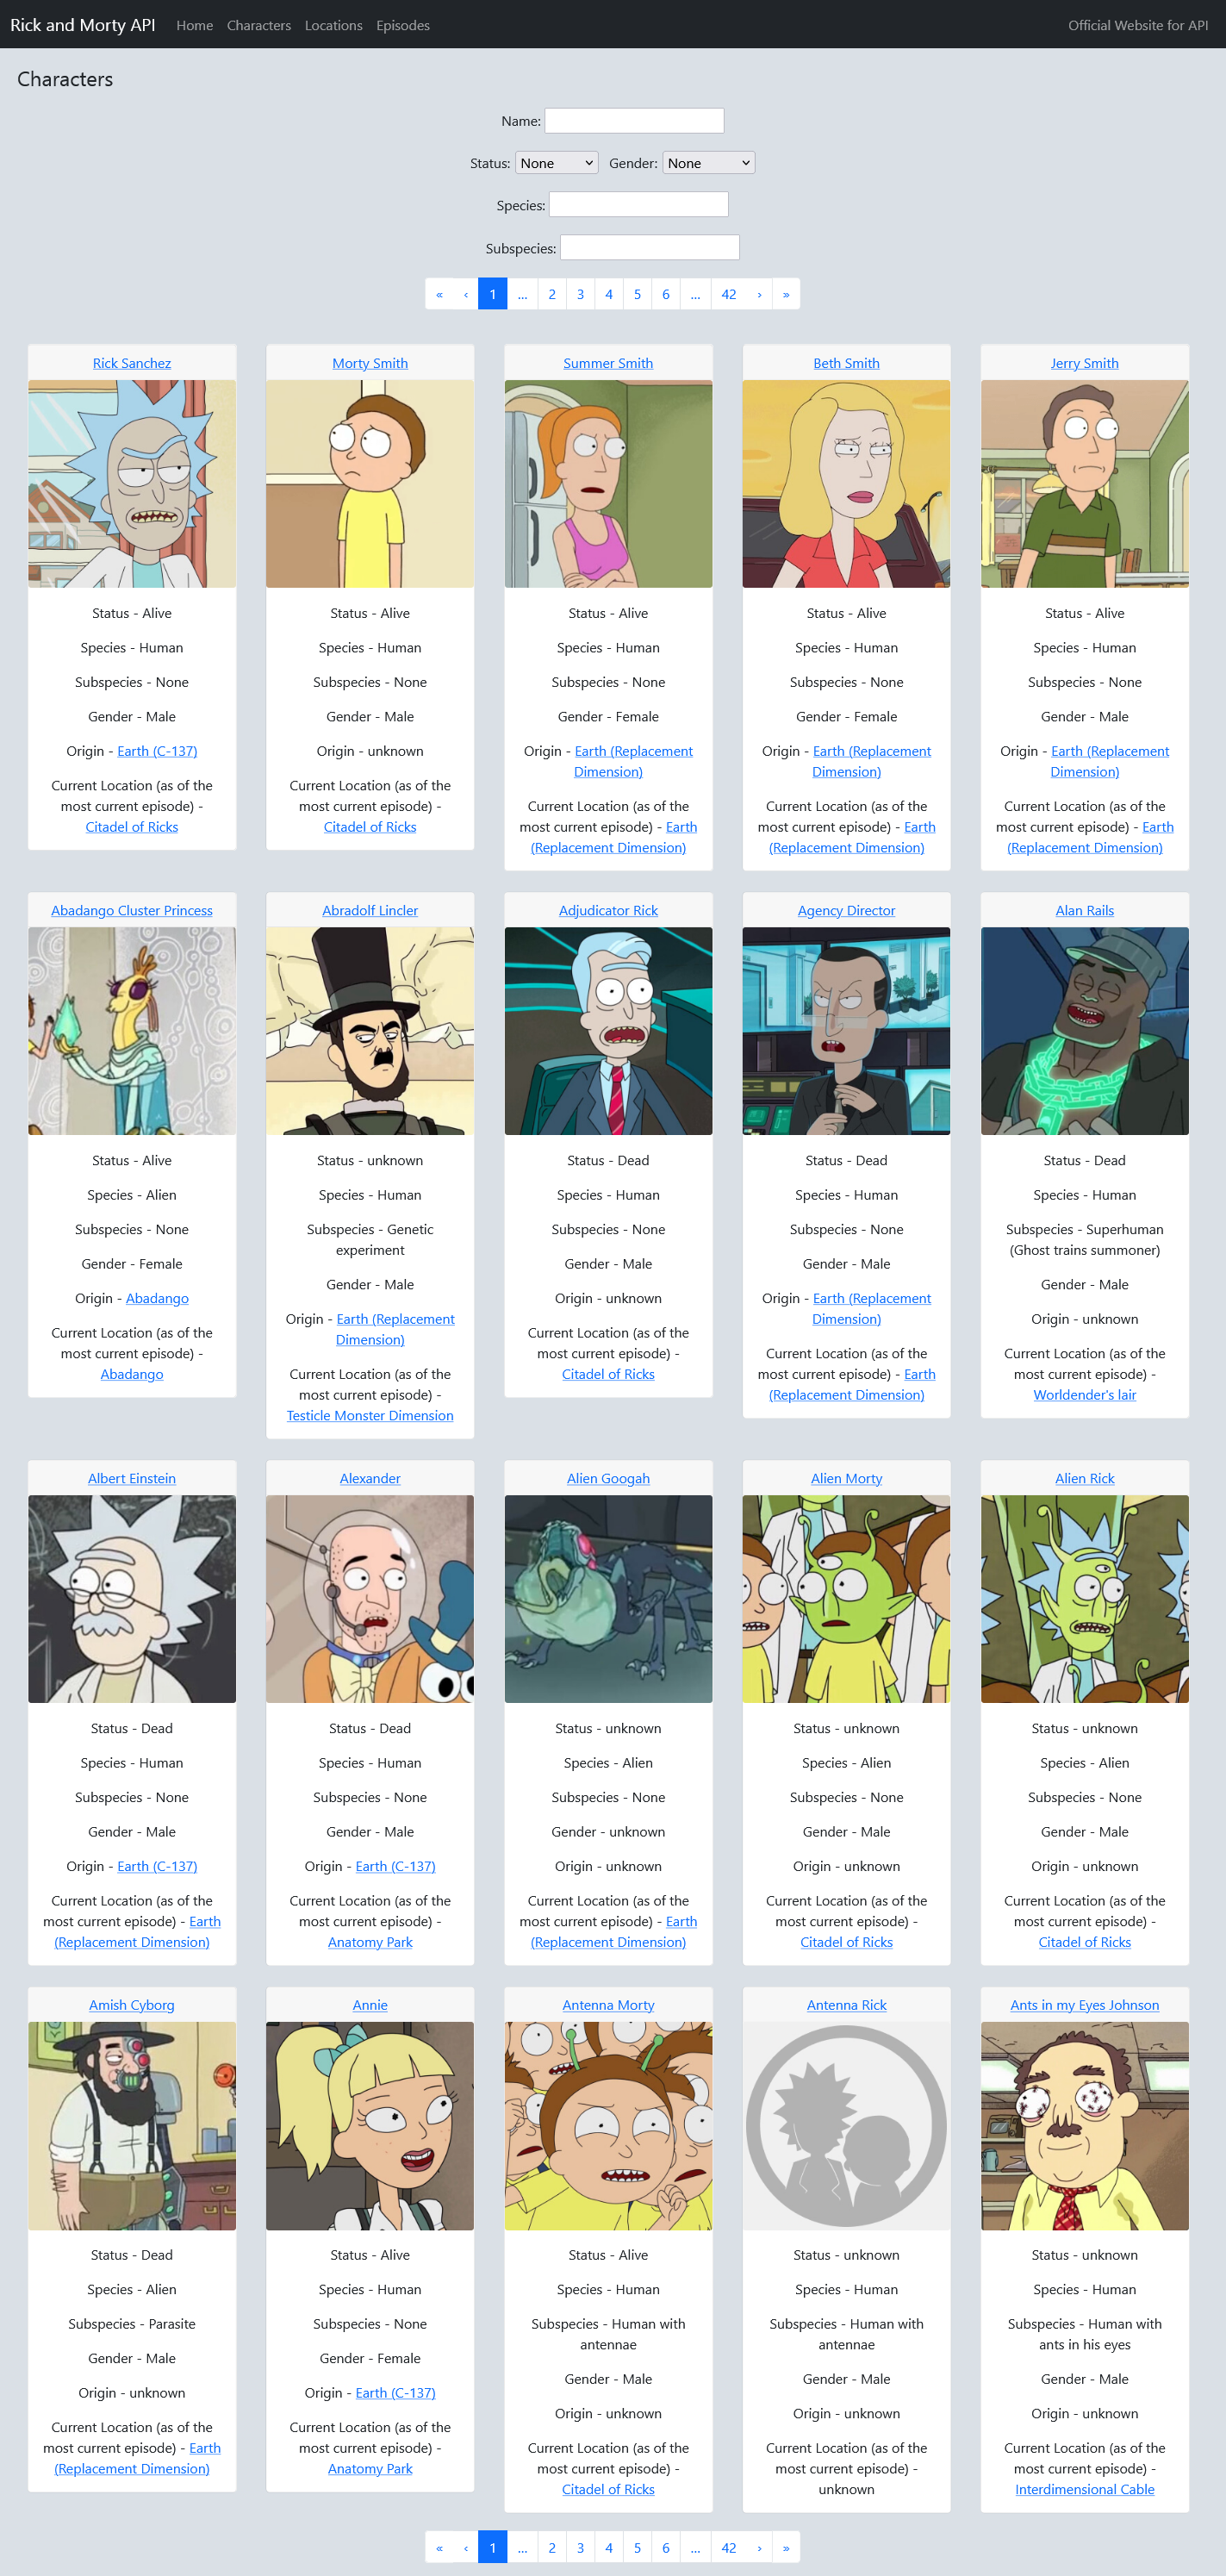 Rick and Morty API Home Characters Locations Episodes Official Website for API
Characters
Name:
Status: None Gender: None
Species:
Subspecies:
« ‹ 1 ... 2 3 4 5 6 ... 42 › »
Rick Sanchez
Status - Alive
Species - Human
Subspecies - None
Gender - Male
Origin - Earth (C-137)
Current Location (as of the
most current episode) -
Citadel of Ricks
Morty Smith
Status - Alive
Species - Human
Subspecies - None
Gender - Male
Origin - unknown
Current Location (as of the
most current episode) -
Citadel of Ricks
Summer Smith
Status - Alive
Species - Human
Subspecies - None
Gender - Female
Origin - Earth (Replacement
Dimension)
Current Location (as of the
most current episode) - Earth
(Replacement Dimension)
Beth Smith
Status - Alive
Species - Human
Subspecies - None
Gender - Female
Origin - Earth (Replacement
Dimension)
Current Location (as of the
most current episode) - Earth
(Replacement Dimension)
Jerry Smith
Status - Alive
Species - Human
Subspecies - None
Gender - Male
Origin - Earth (Replacement
Dimension)
Current Location (as of the
most current episode) - Earth
(Replacement Dimension)
Abadango Cluster Princess
Status - Alive
Species - Alien
Subspecies - None
Gender - Female
Origin - Abadango
Current Location (as of the
most current episode) -
Abadango
Abradolf Lincler
Status - unknown
Species - Human
Subspecies - Genetic
experiment
Gender - Male
Origin - Earth (Replacement
Dimension)
Current Location (as of the
most current episode) -
Testicle Monster Dimension
Adjudicator Rick
Status - Dead
Species - Human
Subspecies - None
Gender - Male
Origin - unknown
Current Location (as of the
most current episode) -
Citadel of Ricks
Agency Director
Status - Dead
Species - Human
Subspecies - None
Gender - Male
Origin - Earth (Replacement
Dimension)
Current Location (as of the
most current episode) - Earth
(Replacement Dimension)
Alan Rails
Status - Dead
Species - Human
Subspecies - Superhuman
(Ghost trains summoner)
Gender - Male
Origin - unknown
Current Location (as of the
most current episode) -
Worldender's lair
Albert Einstein
Status - Dead
Species - Human
Subspecies - None
Gender - Male
Origin - Earth (C-137)
Current Location (as of the
most current episode) - Earth
(Replacement Dimension)
Alexander
Status - Dead
Species - Human
Subspecies - None
Gender - Male
Origin - Earth (C-137)
Current Location (as of the
most current episode) -
Anatomy Park
Alien Googah
Status - unknown
Species - Alien
Subspecies - None
Gender - unknown
Origin - unknown
Current Location (as of the
most current episode) - Earth
(Replacement Dimension)
Alien Morty
Status - unknown
Species - Alien
Subspecies - None
Gender - Male
Origin - unknown
Current Location (as of the
most current episode) -
Citadel of Ricks
Alien Rick
Status - unknown
Species - Alien
Subspecies - None
Gender - Male
Origin - unknown
Current Location (as of the
most current episode) -
Citadel of Ricks
Amish Cyborg
Status - Dead
Species - Alien
Subspecies - Parasite
Gender - Male
Origin - unknown
Current Location (as of the
most current episode) - Earth
(Replacement Dimension)
Annie
Status - Alive
Species - Human
Subspecies - None
Gender - Female
Origin - Earth (C-137)
Current Location (as of the
most current episode) -
Anatomy Park
Antenna Morty
Status - Alive
Species - Human
Subspecies - Human with
antennae
Gender - Male
Origin - unknown
Current Location (as of the
most current episode) -
Citadel of Ricks
Antenna Rick
Status - unknown
Species - Human
Subspecies - Human with
antennae
Gender - Male
Origin - unknown
Current Location (as of the
most current episode) -
unknown
Ants in my Eyes Johnson
Status - unknown
Species - Human
Subspecies - Human with
ants in his eyes
Gender - Male
Origin - unknown
Current Location (as of the
most current episode) -
Interdimensional Cable
« ‹ 1 ... 2 3 4 5 6 ... 42 › »